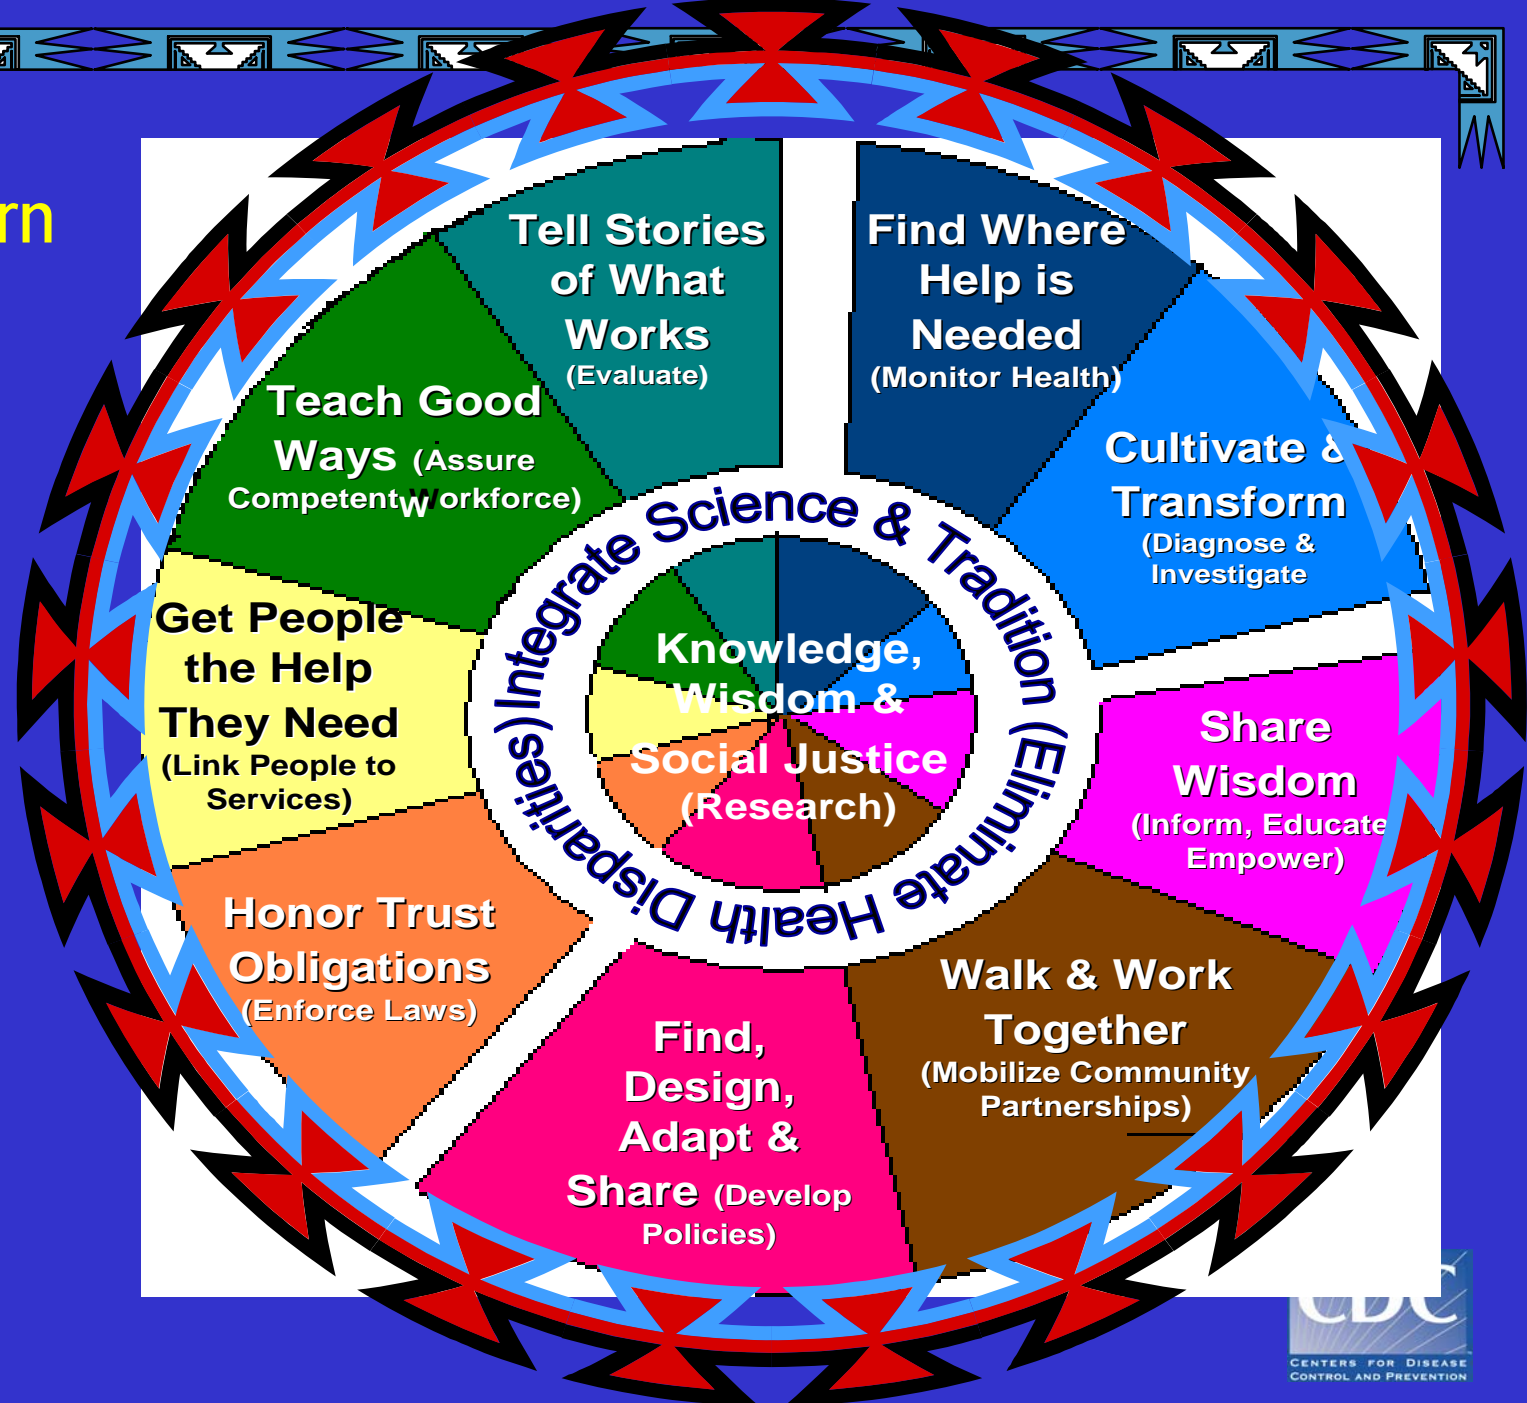 rn
Tell Stories
of What
Works
(Evaluate)
Find Where
Help is
Needed
(Monitor Health)
Cultivate &
Transform
(Diagnose &
Investigate
Share
Wisdom
(Inform, Educate
Empower)
Walk & Work
Together
(Mobilize Community
Partnerships)
Find,
Design,
Adapt &
Share (Develop
Policies)
Honor Trust
Obligations
(Enforce Laws)
Get People
the Help
They Need
(Link People to
Services)
Teach Good
Ways (Assure
Competent Workforce)
Integrate Science & Tradition (Eliminate Health Disparities)
Knowledge,
Wisdom &
Social Justice
(Research)
CDC
CENTERS FOR DISEASE
CONTROL AND PREVENTION